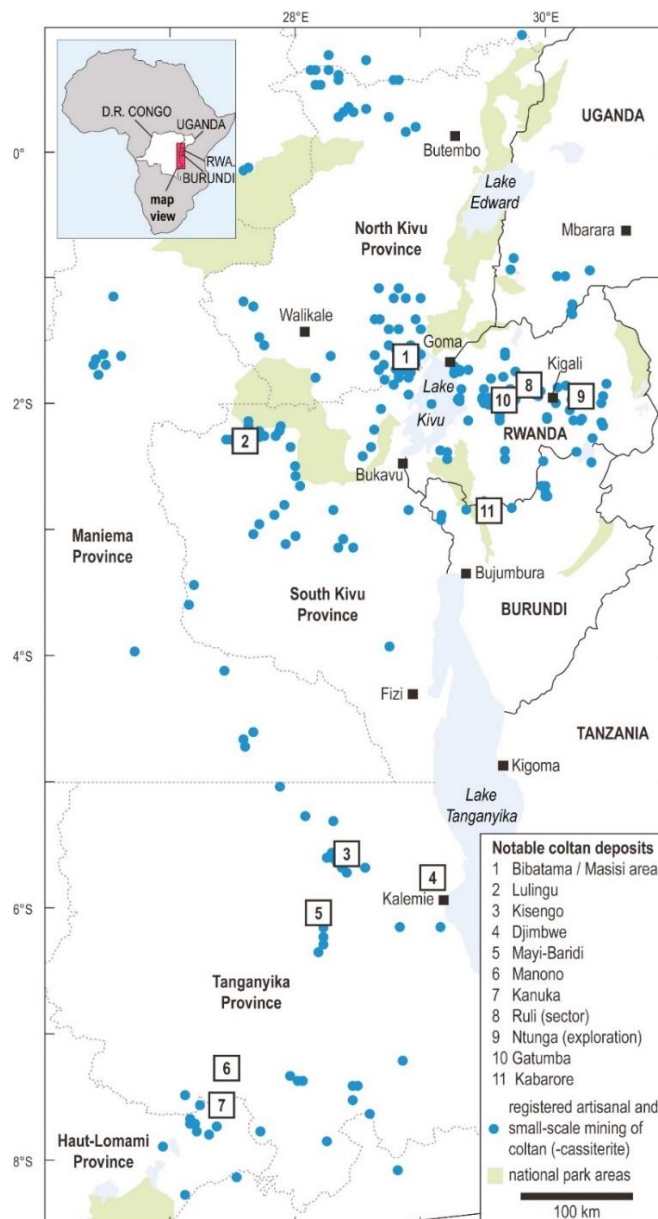 28°E
30°E
D.R. CONGO
UGANDA
RWA.
BURUNDI
map
view
UGANDA
0°
Butembo
Lake
Edward
Mbarara
North Kivu
Province
Walikale
Goma
1
Kigali
8
Lake
Kivu
10
9
2°S
RWANDA
2
Bukavu
11
Maniema
Province
Bujumbura
South Kivu
Province
BURUNDI
4°S
Fizi
TANZANIA
Kigoma
Lake
Tanganyika
3
4
Kalemie
5
6°S
Tanganyika
Province
6
7
Haut-Lomami
Province
8°S
Notable coltan deposits
1 Bibatama / Masisi area
2 Lulingu
3 Kisengo
4 Djimbwe
5 Mayi-Baridi
6 Manono
7 Kanuka
8 Ruli (sector)
9 Ntunga (exploration)
10 Gatumba
11 Kabarore
registered artisanal and
small-scale mining of
coltan (-cassiterite)
national park areas
100 km